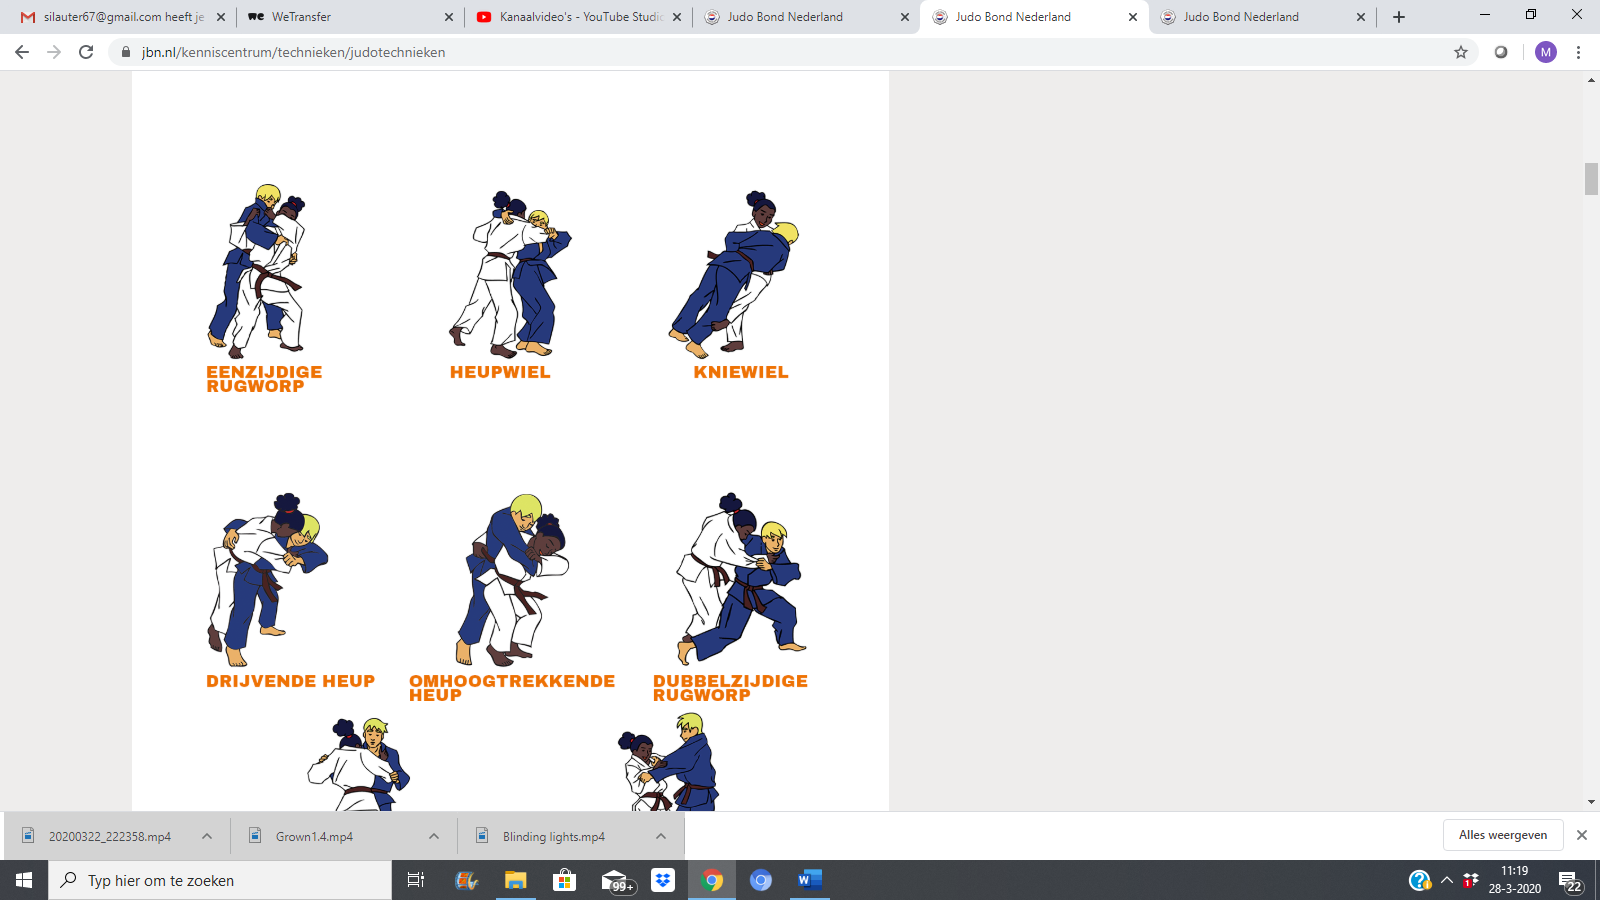 silauter67@gmail.com heeft je
WeTransfer
Kanaalvideo's - YouTube Studio
Judo Bond Nederland
Judo Bond Nederland
Judo Bond Nederland
jbn.nl/kenniscentrum/technieken/judotechnieken
M
EENZIJDIGE
RUGWORP
HEUPWIEL
KNIEWIEL
DRIJVENDE HEUP
OMHOOGTREKKENDE
HEUP
DUBBELZIJDIGE
RUGWORP
20200322_222358.mp4
Grown1.4.mp4
Blinding lights.mp4
Alles weergeven
Typ hier om te zoeken
99+
W
1
11:19
28-3-2020
22